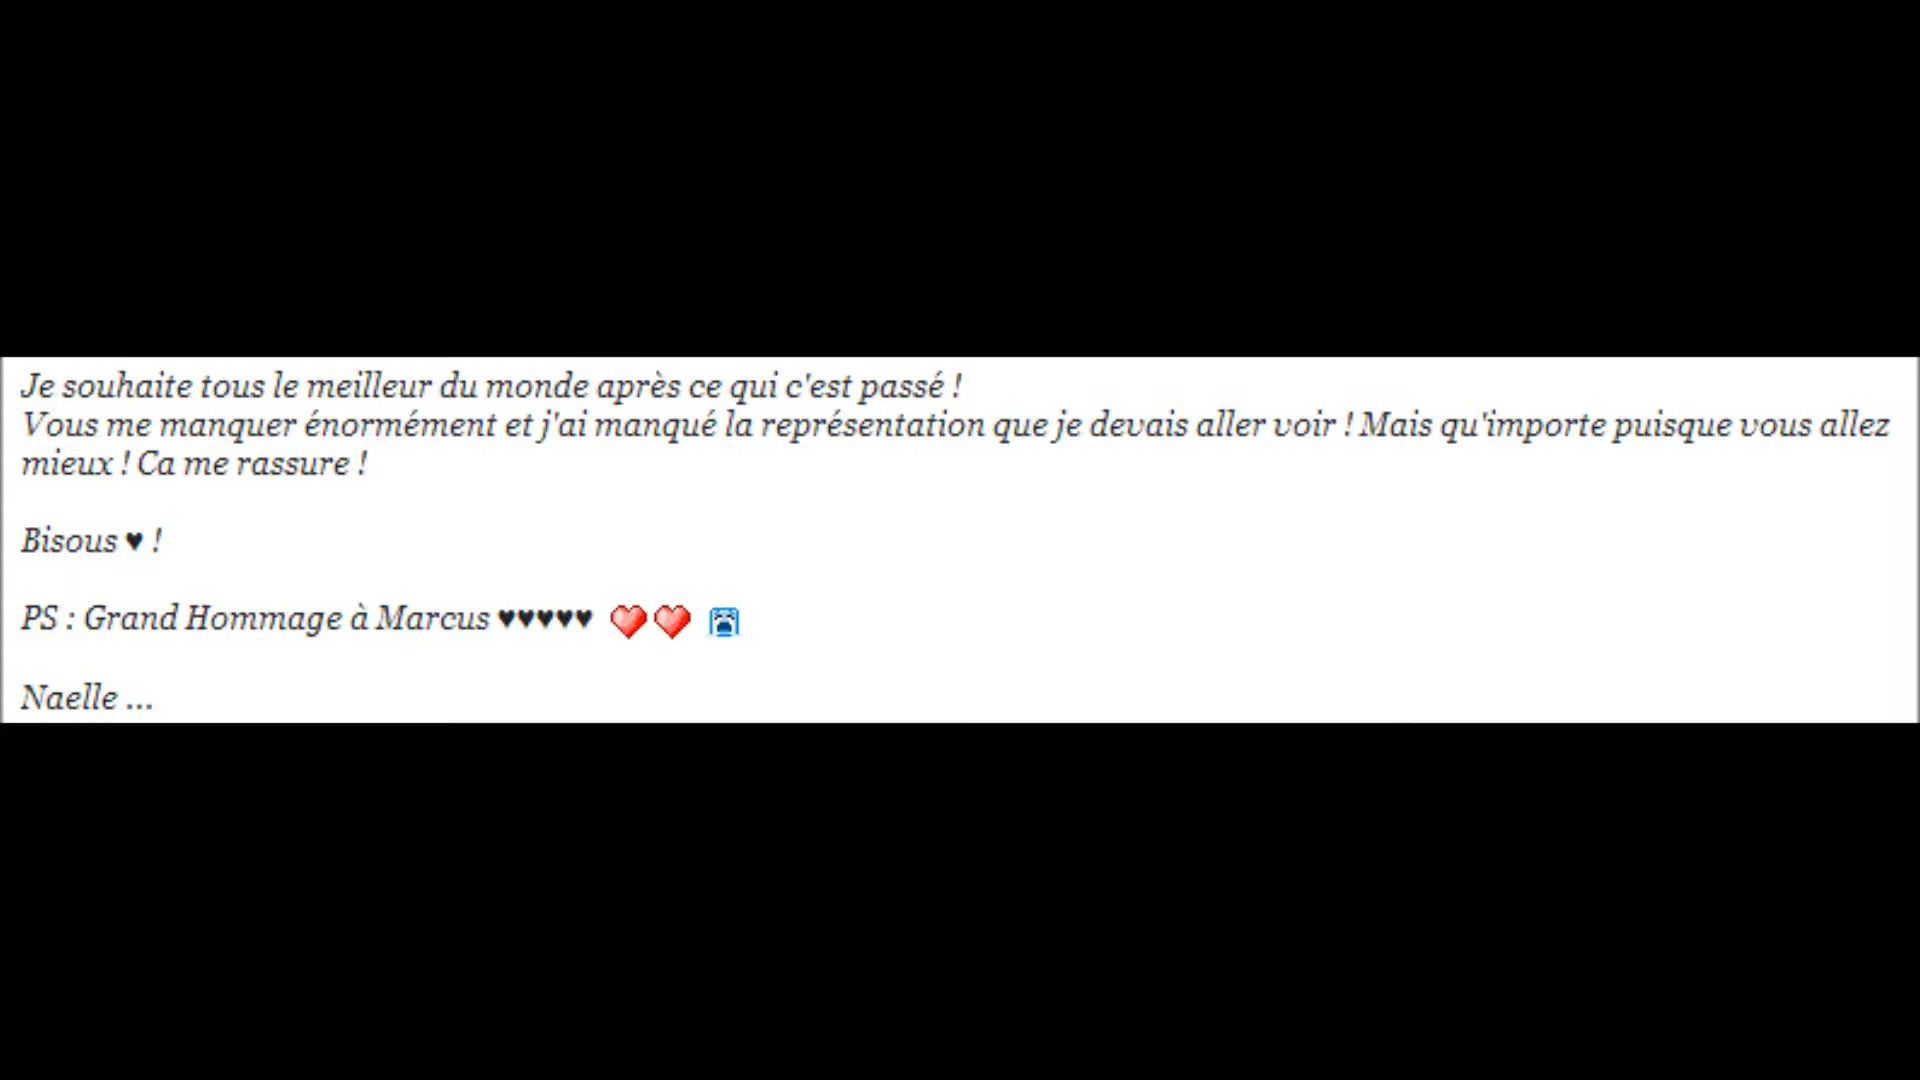 Je souhaite tous le meilleur du monde après ce qui c'est passé !
Vous me manquer énormément et j'ai manqué la représentation que je devais aller voir ! Mais qu'importe puisque vous allez
mieux ! Ca me rassure !
Bisous ♥ !
PS : Grand Hommage à Marcus ♥♥♥♥♥
Naelle ...